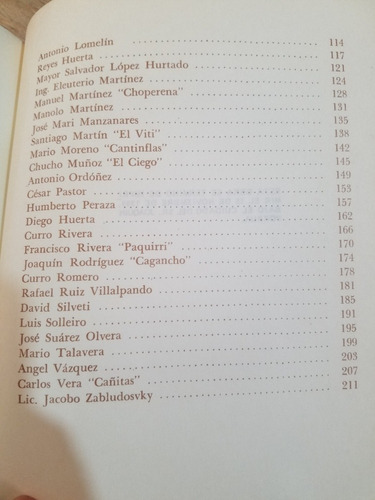 Antonio Lomelín 114
Reyes Huerta 117
Mayor Salvador López Hurtado 121
Ing. Eleuterio Martínez 124
Manuel Martínez "Choperena" 128
Manolo Martínez 131
José Mari Manzanares 135
Santiago Martín "El Viti" 138
Mario Moreno "Cantinflas" 142
Chucho Muñoz "El Ciego" 145
Antonio Ordóñez 149
César Pastor 153
Humberto Peraza 157
Diego Huerta 162
Curro Rivera 166
Francisco Rivera "Paquirri" 170
Joaquín Rodríguez "Cagancho" 174
Curro Romero 178
Rafael Ruiz Villalpando 181
David Silveti 185
Luis Solleiro 191
José Suárez Olvera 195
Mario Talavera 199
Angel Vázquez 203
Carlos Vera "Cañitas" 207
Lic. Jacobo Zabludosvky 211